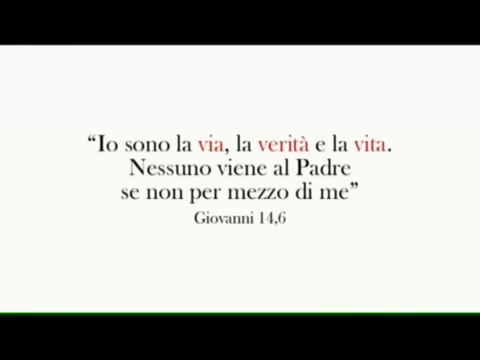 “Io sono la via, la verità e la vita.
Nessuno viene al Padre
se non per mezzo di me”
Giovanni 14,6